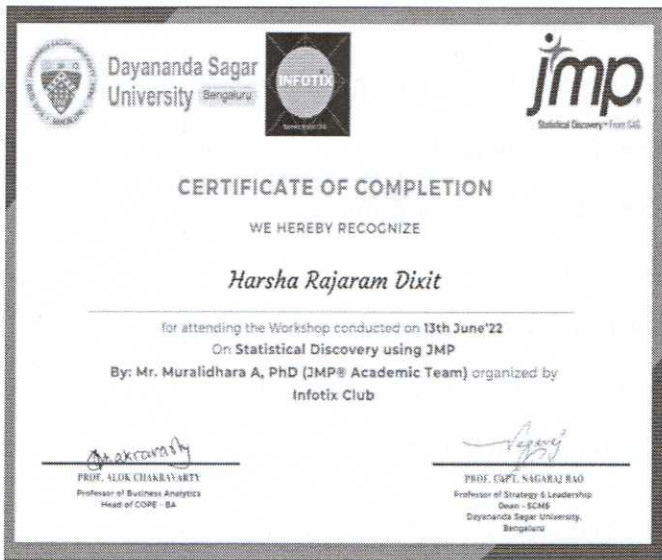 Dayananda Sagar
University Bengaluru
INFOTIX
jmp
Statistical Discovery™ From SAS
CERTIFICATE OF COMPLETION
WE HEREBY RECOGNIZE
Harsha Rajaram Dixit
for attending the Workshop conducted on 13th June'22
On Statistical Discovery using JMP
By: Mr. Muralidhara A, PhD (JMP® Academic Team) organized by
Infotix Club
PROF. ALOK CHAKRAVARTY
Professor of Business Analytics
Head of COPE - BA
PROF. CAPT. NAGARAJ RAO
Professor of Strategy & Leadership
Dean - SCMS
Dayananda Sagar University,
Bengaluru